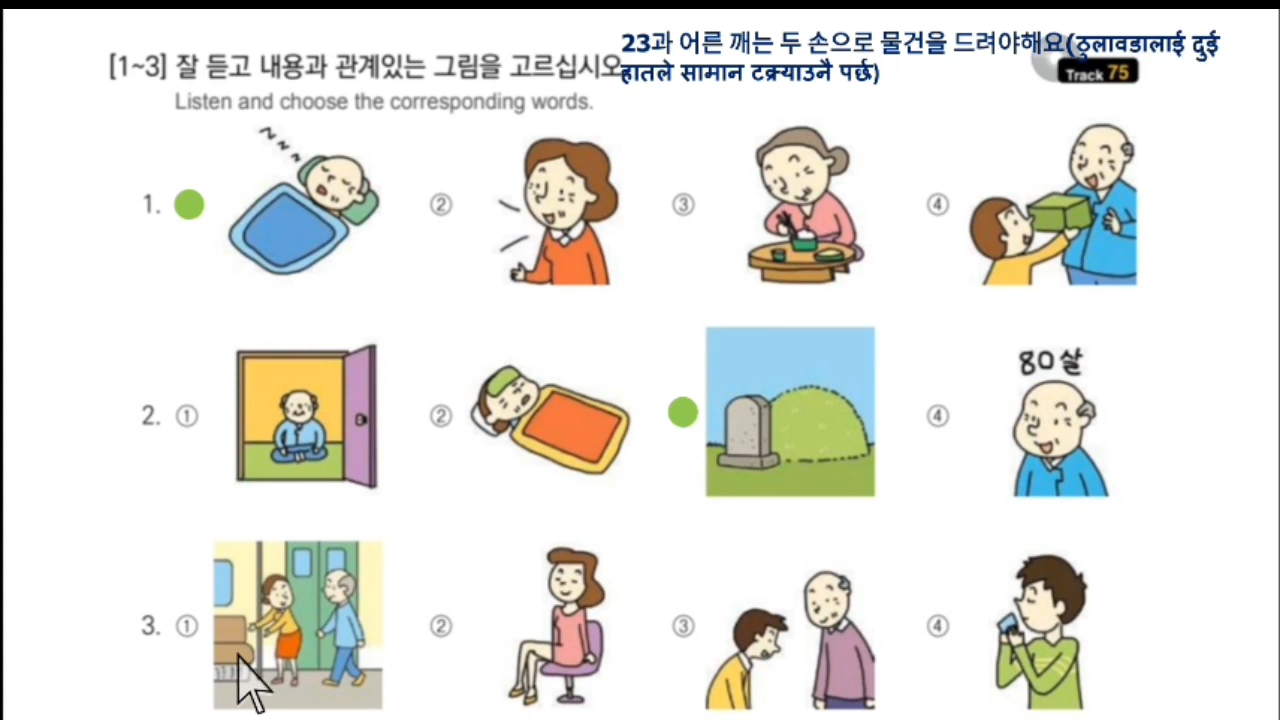 23과 어른 깨는 두 손으로 물건을 드려야해요(ठुलावडालाई दुई
हातले सामान टक्र्याउनै पर्छ)
[1~3] 잘 듣고 내용과 관계있는 그림을 고르십시오
Track 75
Listen and choose the corresponding words.
z z z z
1. ② ③ ④
80살
2. ① ② ④
3. ① ② ③ ④